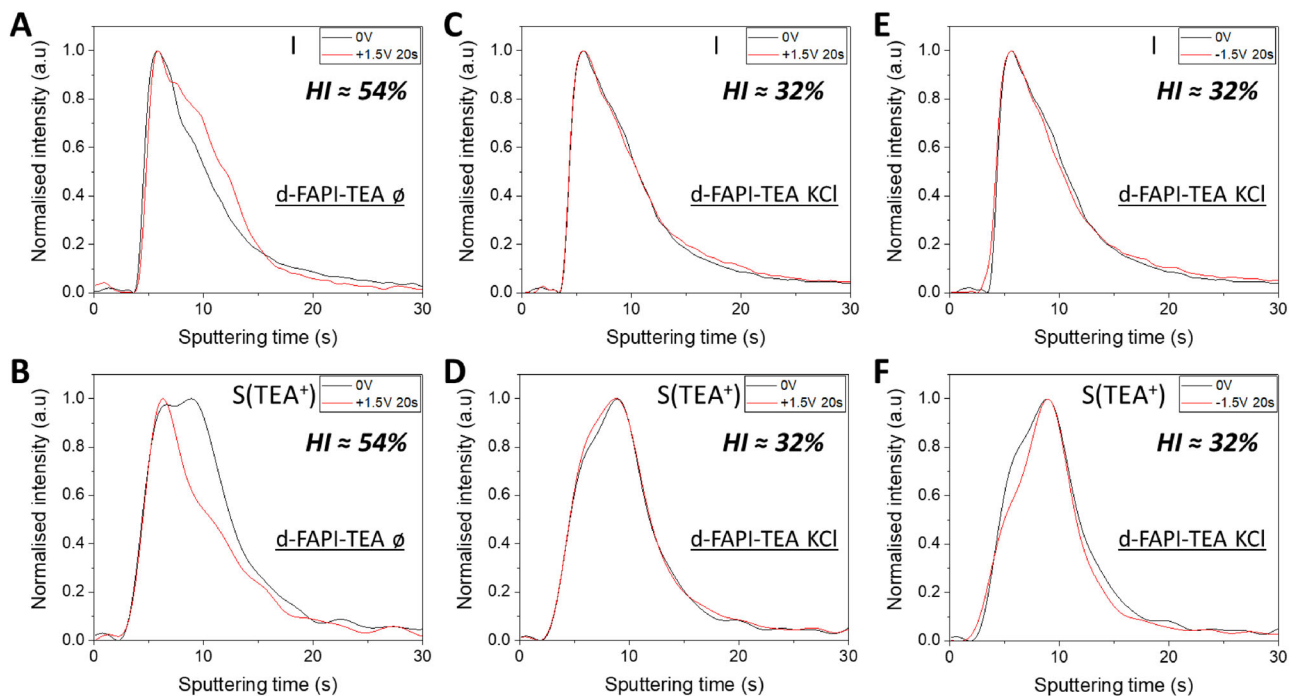 A
I
0V
+1.5V 20s
HI ≈ 54%
d-FAPI-TEA ø
Normalised intensity (a.u)
1.0
0.8
0.6
0.4
0.2
0.0
0 10 20 30
Sputtering time (s)
C
I
0V
+1.5V 20s
HI ≈ 32%
d-FAPI-TEA KCl
Normalised intensity (a.u)
1.0
0.8
0.6
0.4
0.2
0.0
0 10 20 30
Sputtering time (s)
E
I
0V
-1.5V 20s
HI ≈ 32%
d-FAPI-TEA KCl
Normalised intensity (a.u)
1.0
0.8
0.6
0.4
0.2
0.0
0 10 20 30
Sputtering time (s)
B
S(TEA⁺)
0V
+1.5V 20s
HI ≈ 54%
d-FAPI-TEA ø
Normalised intensity (a.u)
1.0
0.8
0.6
0.4
0.2
0.0
0 10 20 30
Sputtering time (s)
D
S(TEA⁺)
0V
+1.5V 20s
HI ≈ 32%
d-FAPI-TEA KCl
Normalised intensity (a.u)
1.0
0.8
0.6
0.4
0.2
0.0
0 10 20 30
Sputtering time (s)
F
S(TEA⁺)
0V
-1.5V 20s
HI ≈ 32%
d-FAPI-TEA KCl
Normalised intensity (a.u)
1.0
0.8
0.6
0.4
0.2
0.0
0 10 20 30
Sputtering time (s)